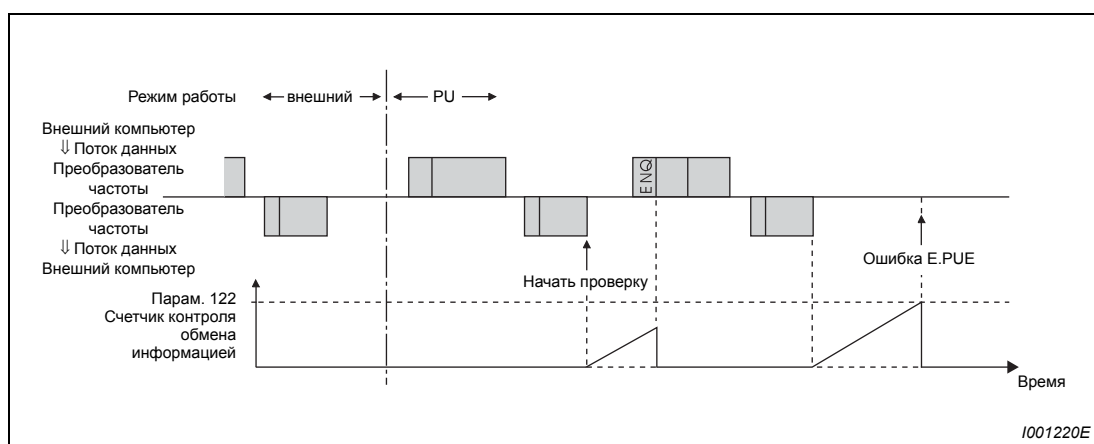 Режим работы
внешний
PU
Внешний компьютер
⇓ Поток данных
Преобразователь
частоты
Преобразователь
частоты
⇓ Поток данных
Внешний компьютер
ENQ
Начать проверку
Ошибка E.PUE
Парам. 122
Счетчик контроля
обмена
информацией
Время
I001220E